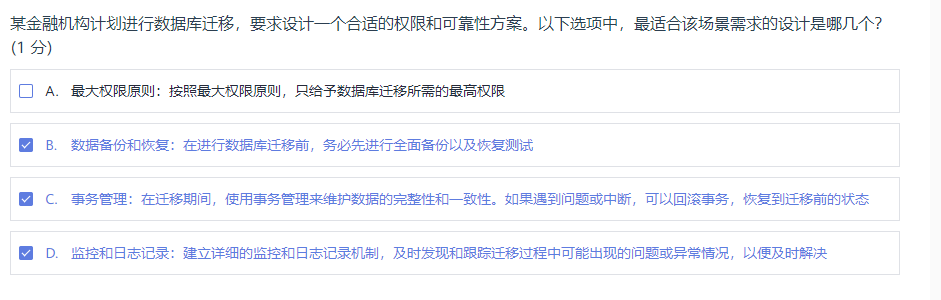 某金融机构计划进行数据库迁移，要求设计一个合适的权限和可靠性方案。以下选项中，最适合该场景需求的设计是哪几个？
(1 分)
A. 最大权限原则：按照最大权限原则，只给予数据库迁移所需的最高权限
B. 数据备份和恢复：在进行数据库迁移前，务必先进行全面备份以及恢复测试
C. 事务管理：在迁移期间，使用事务管理来维护数据的完整性和一致性。如果遇到问题或中断，可以回滚事务，恢复到迁移前的状态
D. 监控和日志记录：建立详细的监控和日志记录机制，及时发现和跟踪迁移过程中可能出现的问题或异常情况，以便及时解决